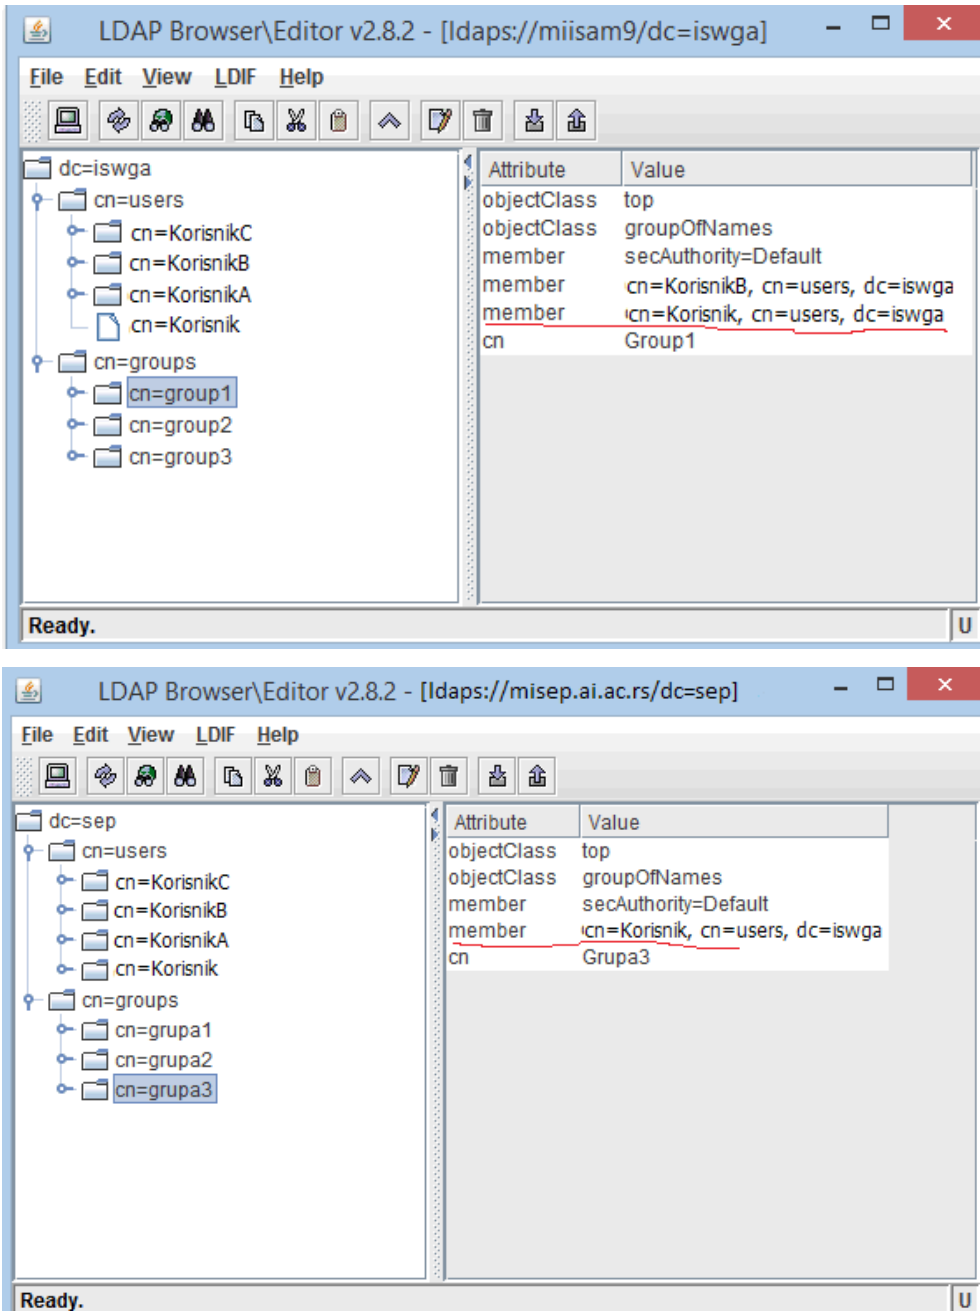 LDAP Browser\Editor v2.8.2 - [ldaps://miisam9/dc=iswga]
File Edit View LDIF Help
dc=iswga
cn=users
cn=KorisnikC
cn=KorisnikB
cn=KorisnikA
cn=Korisnik
cn=groups
cn=group1
cn=group2
cn=group3
Attribute Value
objectClass top
objectClass groupOfNames
member secAuthority=Default
member cn=KorisnikB, cn=users, dc=iswga
member cn=Korisnik, cn=users, dc=iswga
cn Group1
Ready. U
LDAP Browser\Editor v2.8.2 - [ldaps://misep.ai.ac.rs/dc=sep]
File Edit View LDIF Help
dc=sep
cn=users
cn=KorisnikC
cn=KorisnikB
cn=KorisnikA
cn=Korisnik
cn=groups
cn=grupa1
cn=grupa2
cn=grupa3
Attribute Value
objectClass top
objectClass groupOfNames
member secAuthority=Default
member cn=Korisnik, cn=users, dc=iswga
cn Grupa3
Ready. U